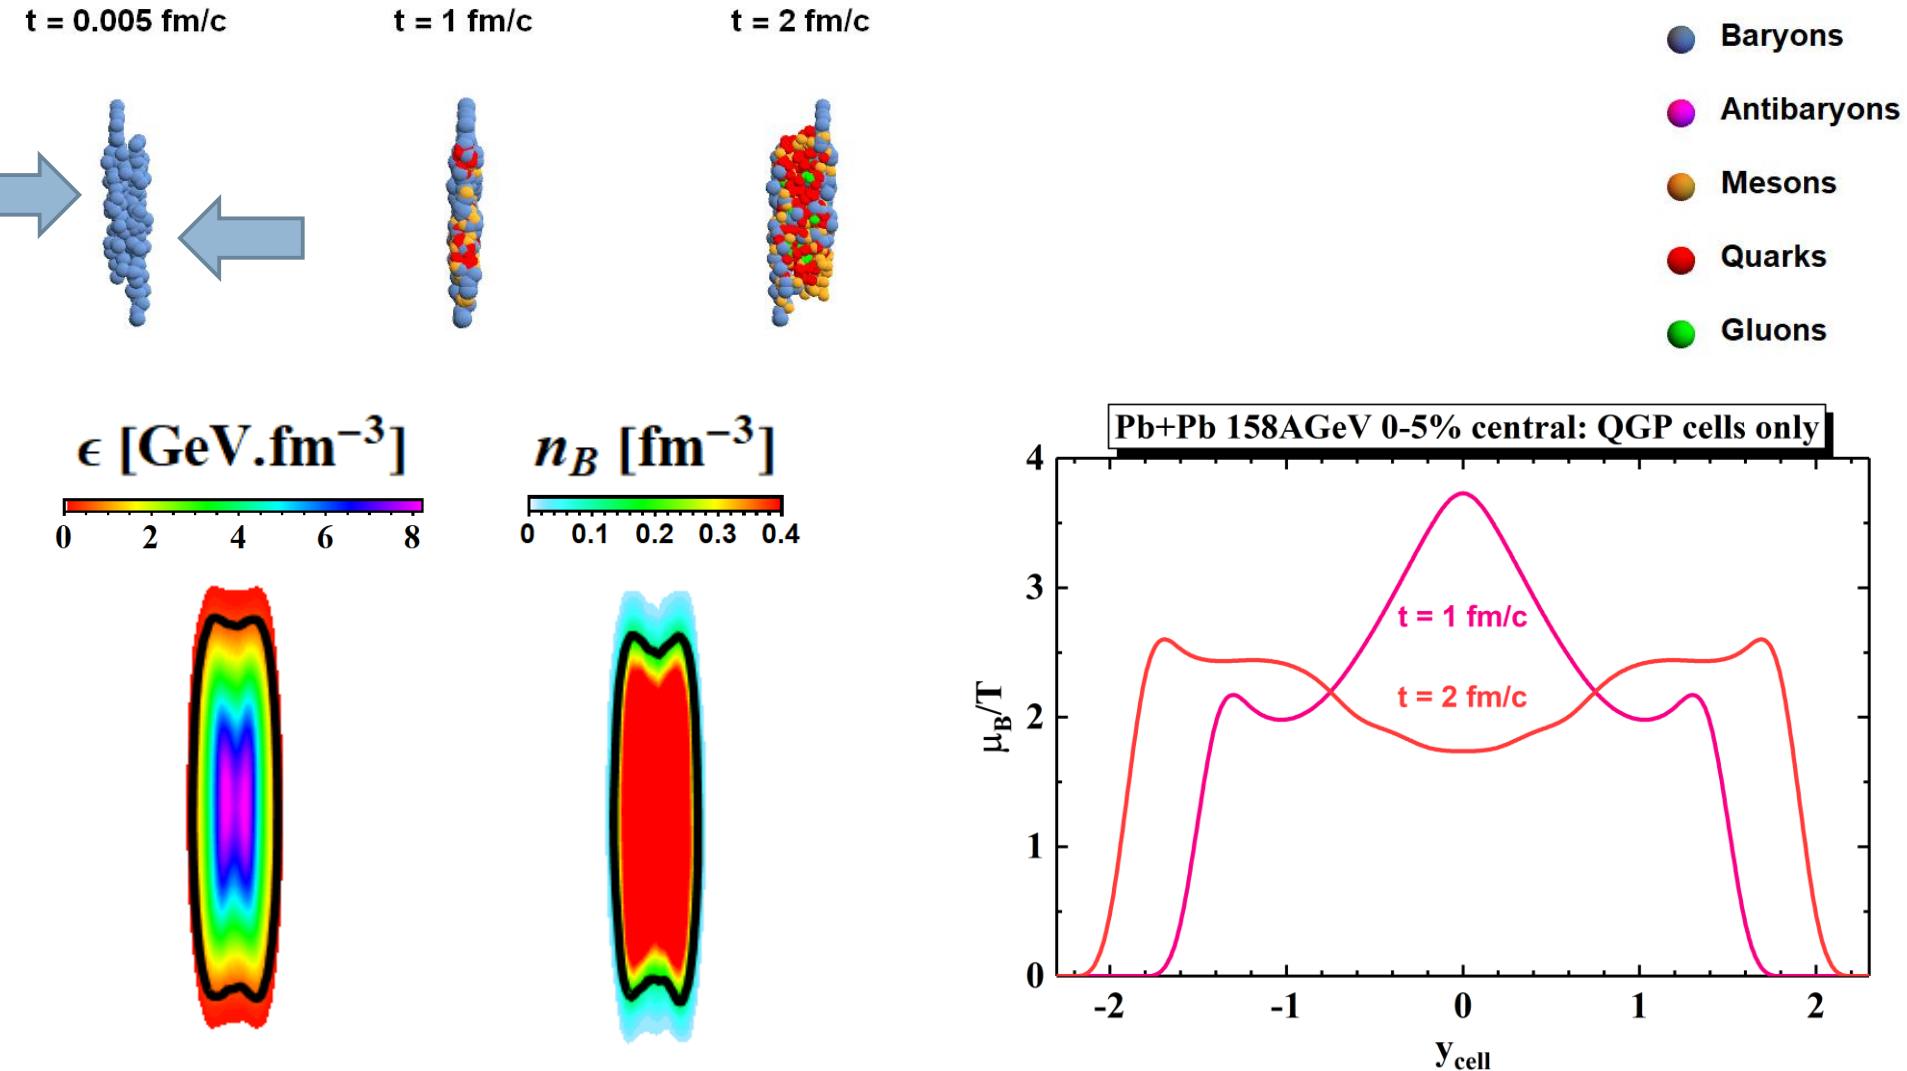 t = 0.005 fm/c
t = 1 fm/c
t = 2 fm/c
Baryons
Antibaryons
Mesons
Quarks
Gluons
ϵ [GeV.fm⁻³]
0 2 4 6 8
n_B [fm⁻³]
0 0.1 0.2 0.3 0.4
Pb+Pb 158AGeV 0-5% central: QGP cells only
4
3
2
1
0
μ_B/T
t = 1 fm/c
t = 2 fm/c
-2 -1 0 1 2
y_cell